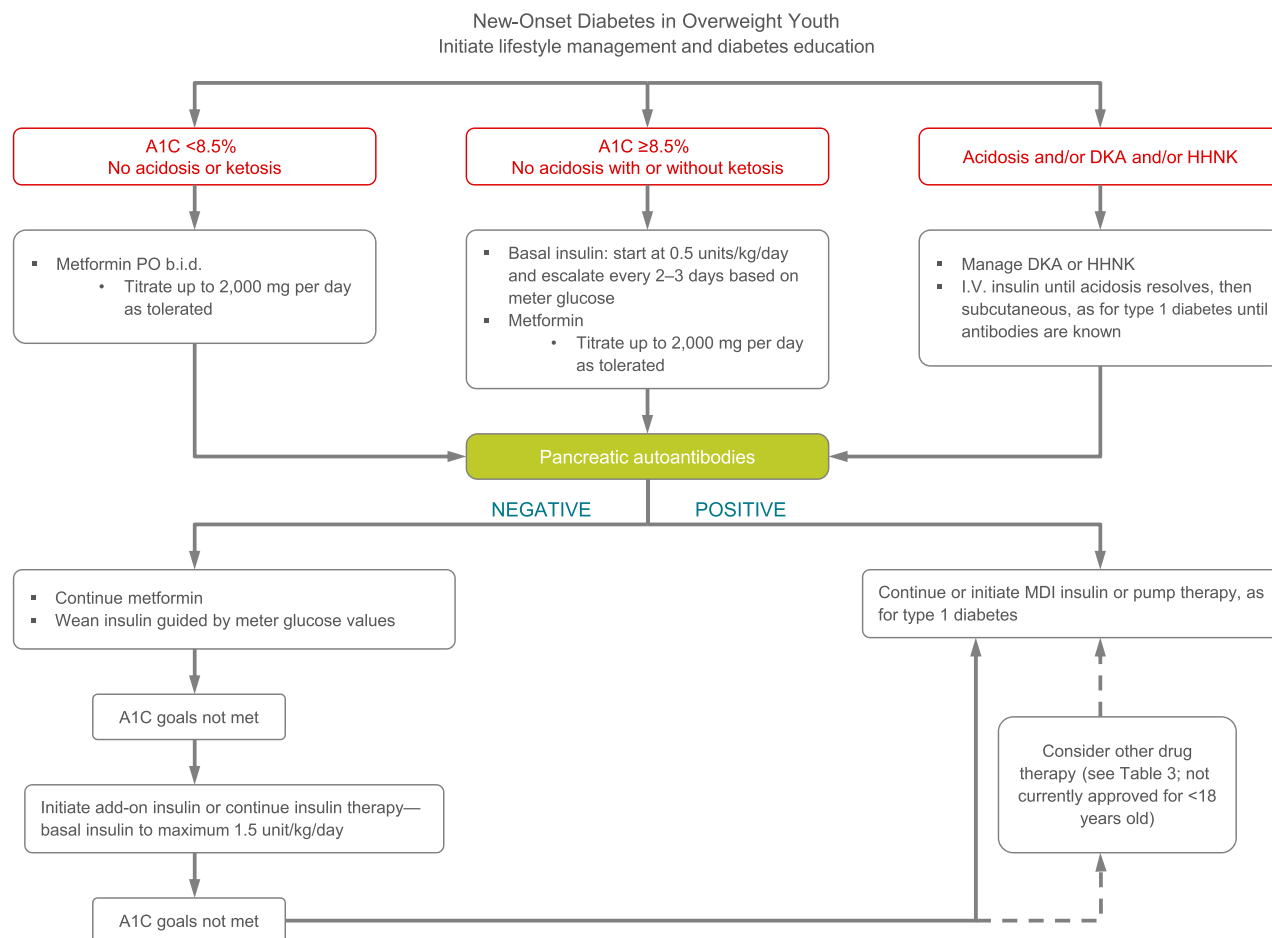 New-Onset Diabetes in Overweight Youth
Initiate lifestyle management and diabetes education
A1C <8.5%
No acidosis or ketosis
A1C ≥8.5%
No acidosis with or without ketosis
Acidosis and/or DKA and/or HHNK
▪ Metformin PO b.i.d.
• Titrate up to 2,000 mg per day
as tolerated
▪ Basal insulin: start at 0.5 units/kg/day
and escalate every 2–3 days based on
meter glucose
▪ Metformin
• Titrate up to 2,000 mg per day
as tolerated
▪ Manage DKA or HHNK
▪ I.V. insulin until acidosis resolves, then
subcutaneous, as for type 1 diabetes until
antibodies are known
Pancreatic autoantibodies
NEGATIVE
POSITIVE
▪ Continue metformin
▪ Wean insulin guided by meter glucose values
Continue or initiate MDI insulin or pump therapy, as
for type 1 diabetes
A1C goals not met
Initiate add-on insulin or continue insulin therapy—
basal insulin to maximum 1.5 unit/kg/day
Consider other drug
therapy (see Table 3; not
currently approved for <18
years old)
A1C goals not met